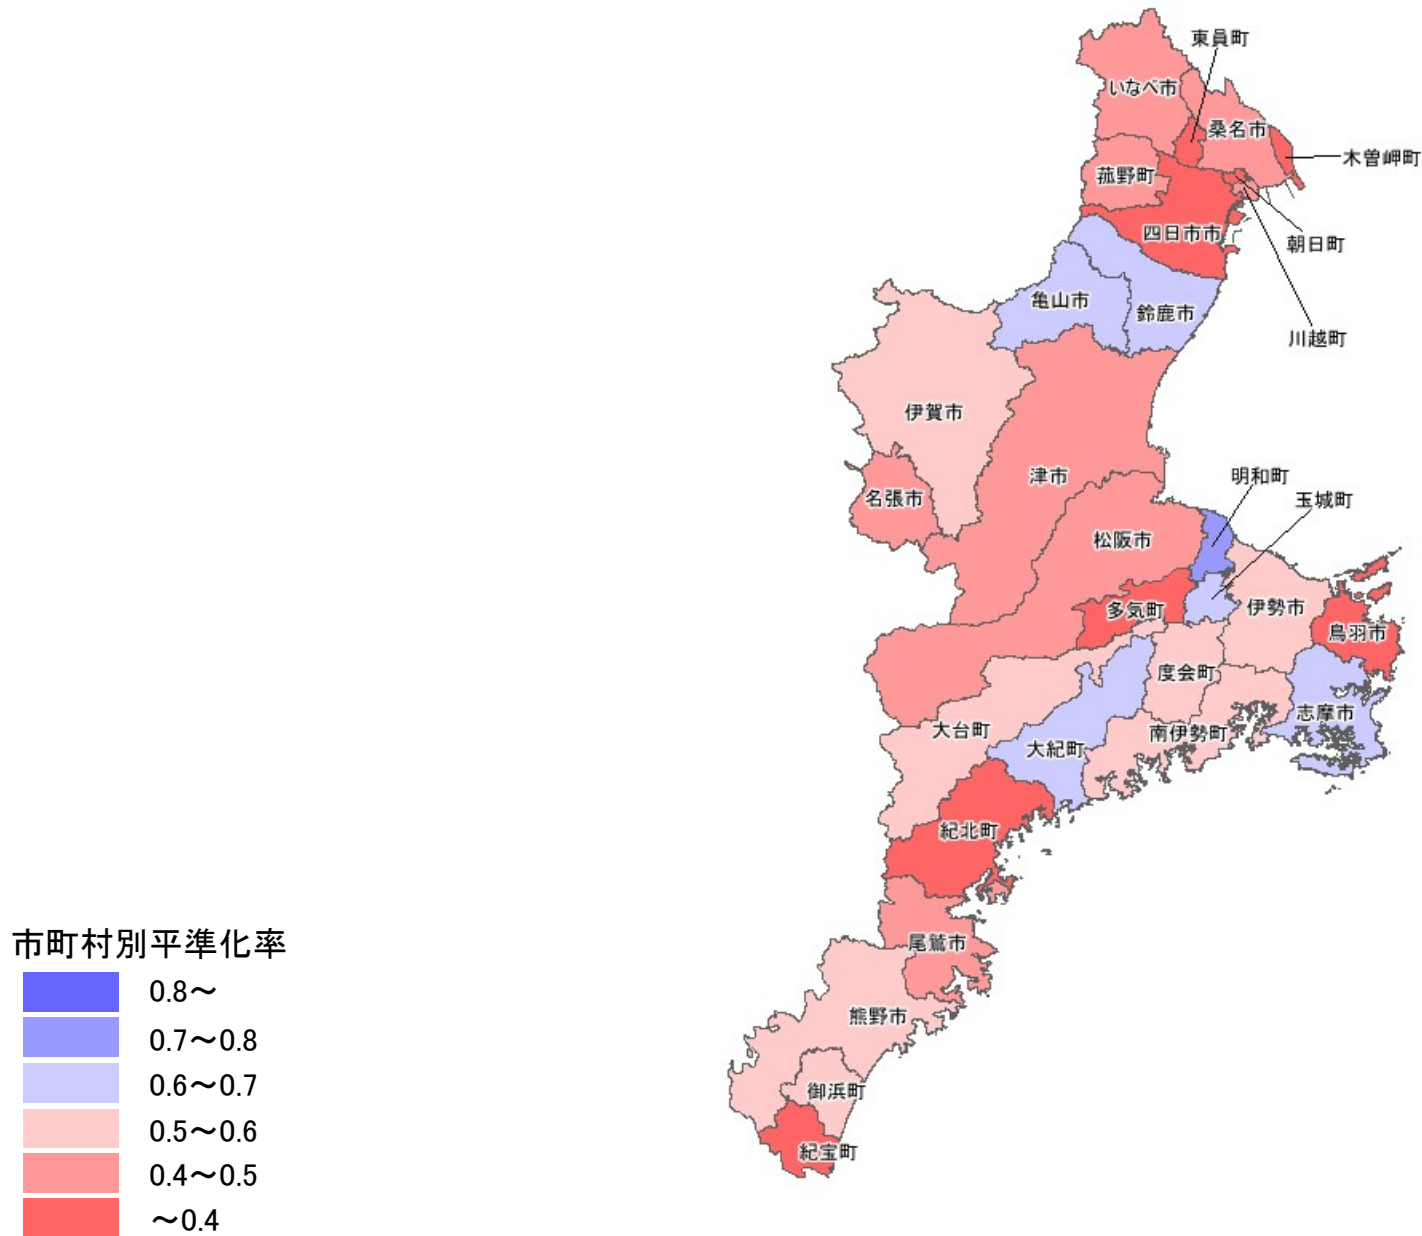 東員町
いなべ市
桑名市
木曽岬町
菰野町
四日市市
朝日町
亀山市
鈴鹿市
川越町
伊賀市
津市
明和町
名張市
玉城町
松阪市
多気町
伊勢市
鳥羽市
度会町
志摩市
大台町
南伊勢町
大紀町
紀北町
尾鷲市
熊野市
御浜町
紀宝町
市町村別平準化率
0.8～
0.7～0.8
0.6～0.7
0.5～0.6
0.4～0.5
～0.4